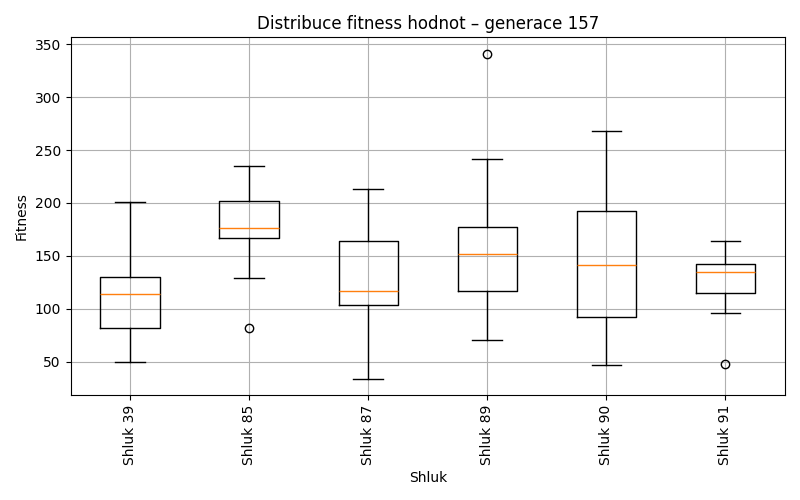 Distribuce fitness hodnot – generace 157
Fitness
350
300
250
200
150
100
50
Shluk 39
Shluk 85
Shluk 87
Shluk 89
Shluk 90
Shluk 91
Shluk